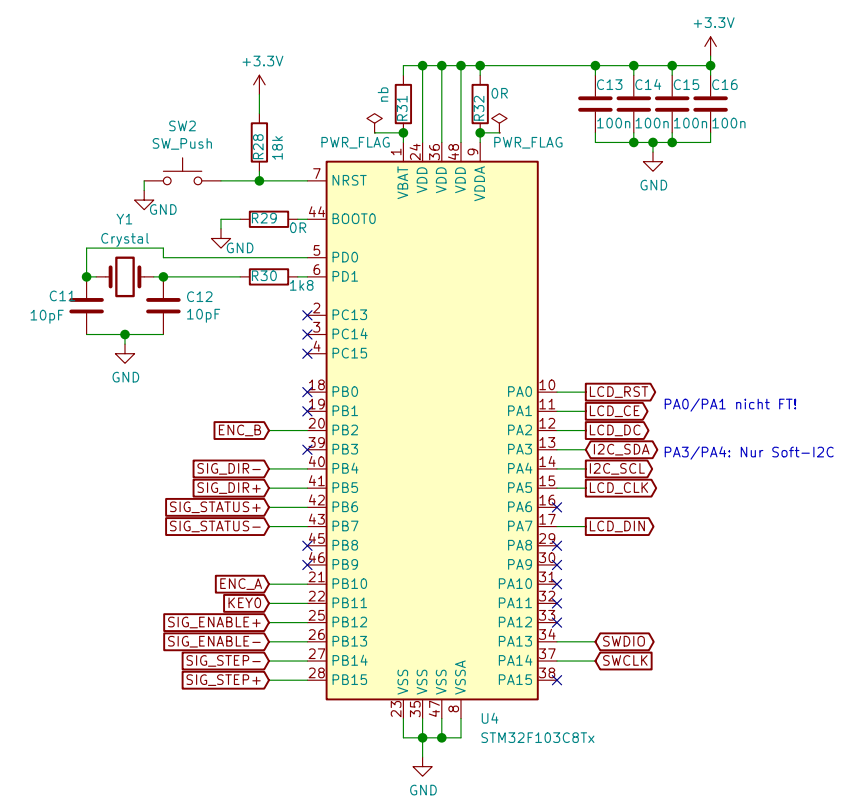 +3.3V
+3.3V
SW2
SW_Push
R28
18k
nb
R31
R32
0R
PWR_FLAG
PWR_FLAG
C13
C14
C15
C16
100n
100n
100n
100n
GND
1
24
36
48
9
VBAT
VDD
VDD
VDD
VDDA
7
NRST
GND
44
BOOT0
R29
0R
GND
Y1
Crystal
5
PD0
6
PD1
R30
1k8
C11
10pF
C12
10pF
GND
2
PC13
3
PC14
4
PC15
18
PB0
19
PB1
ENC_B
20
PB2
39
PB3
SIG_DIR-
40
PB4
SIG_DIR+
41
PB5
SIG_STATUS+
42
PB6
SIG_STATUS-
43
PB7
45
PB8
46
PB9
ENC_A
21
PB10
KEY0
22
PB11
SIG_ENABLE+
25
PB12
SIG_ENABLE-
26
PB13
SIG_STEP-
27
PB14
SIG_STEP+
28
PB15
PA0
10
LCD_RST
PA0/PA1 nicht FT!
PA1
11
LCD_CE
PA2
12
LCD_DC
PA3
13
I2C_SDA
PA3/PA4: Nur Soft-I2C
PA4
14
I2C_SCL
PA5
15
LCD_CLK
PA6
16
PA7
17
LCD_DIN
PA8
29
PA9
30
PA10
31
PA11
32
PA12
33
PA13
34
SWDIO
PA14
37
SWCLK
PA15
38
VSS
VSS
VSS
VSSA
23
35
47
8
U4
STM32F103C8Tx
GND